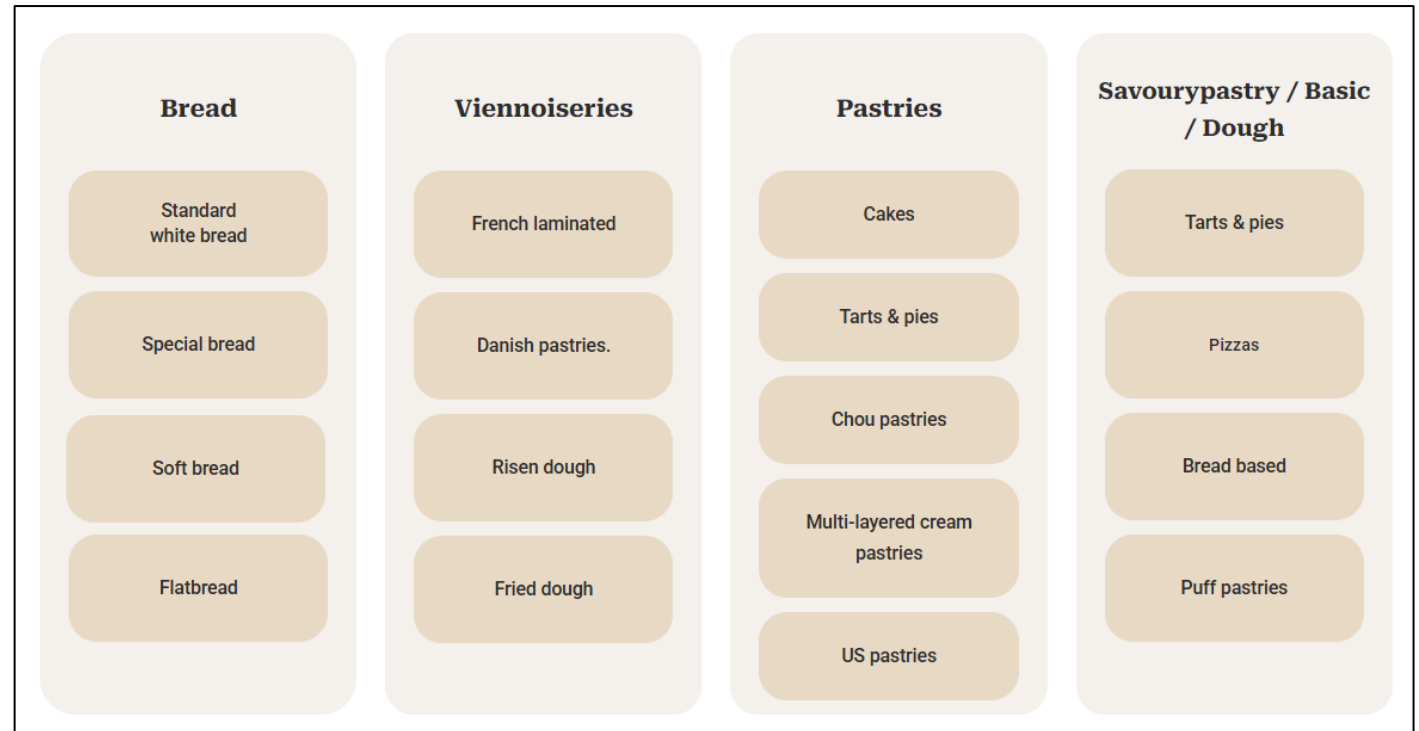 Bread
Standard
white bread
Special bread
Soft bread
Flatbread
Viennoiseries
French laminated
Danish pastries.
Risen dough
Fried dough
Pastries
Cakes
Tarts & pies
Chou pastries
Multi-layered cream
pastries
US pastries
Savourypastry / Basic
/ Dough
Tarts & pies
Pizzas
Bread based
Puff pastries